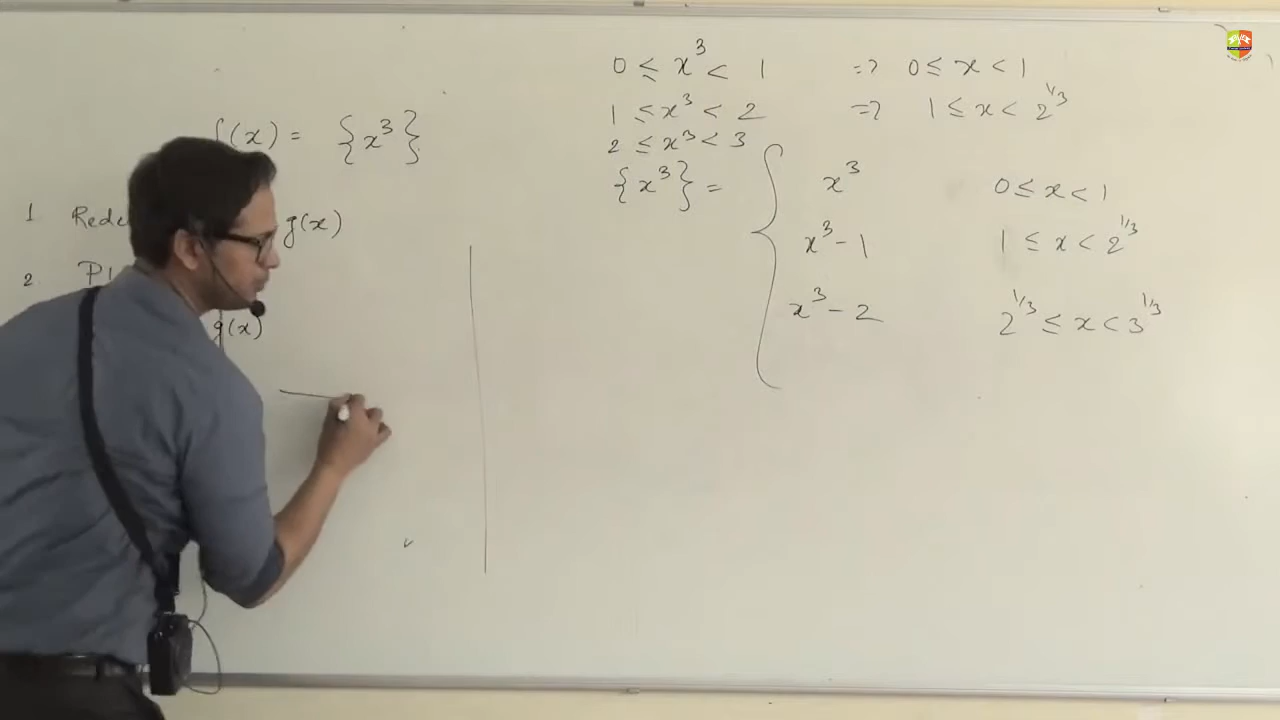 f(x) = {x³}
1 Red g(x)
2 Pl
g(x)
0 ≤ x³ < 1 => 0 ≤ x < 1
1 ≤ x³ < 2 => 1 ≤ x < 2^1/3
2 ≤ x³ < 3
{x³} = { x³ 0 ≤ x < 1
x³ - 1 1 ≤ x < 2^1/3
x³ - 2 2^1/3 ≤ x < 3^1/3